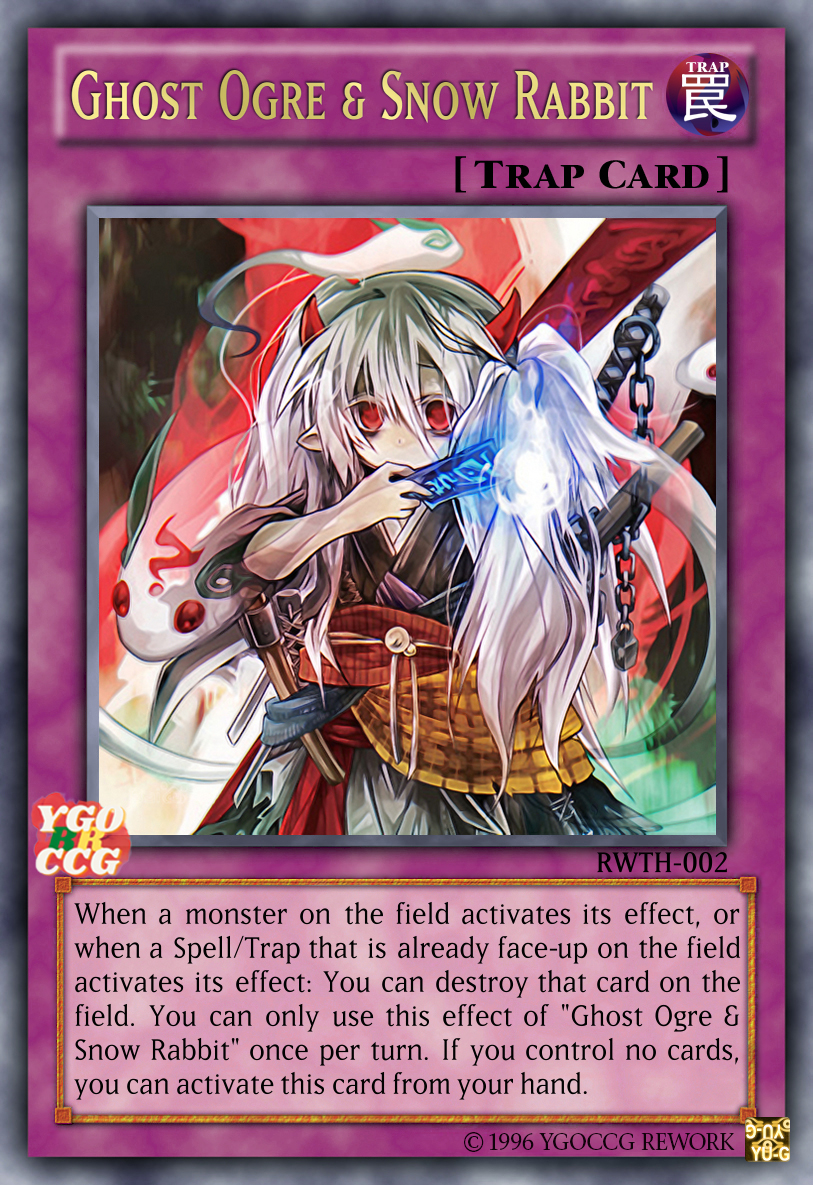 GHOST OGRE & SNOW RABBIT
TRAP
罠
[TRAP CARD]
YGO
RR
CCG
RWTH-002
When a monster on the field activates its effect, or
when a Spell/Trap that is already face-up on the field
activates its effect: You can destroy that card on the
field. You can only use this effect of "Ghost Ogre &
Snow Rabbit" once per turn. If you control no cards,
you can activate this card from your hand.
© 1996 YGOCCG REWORK